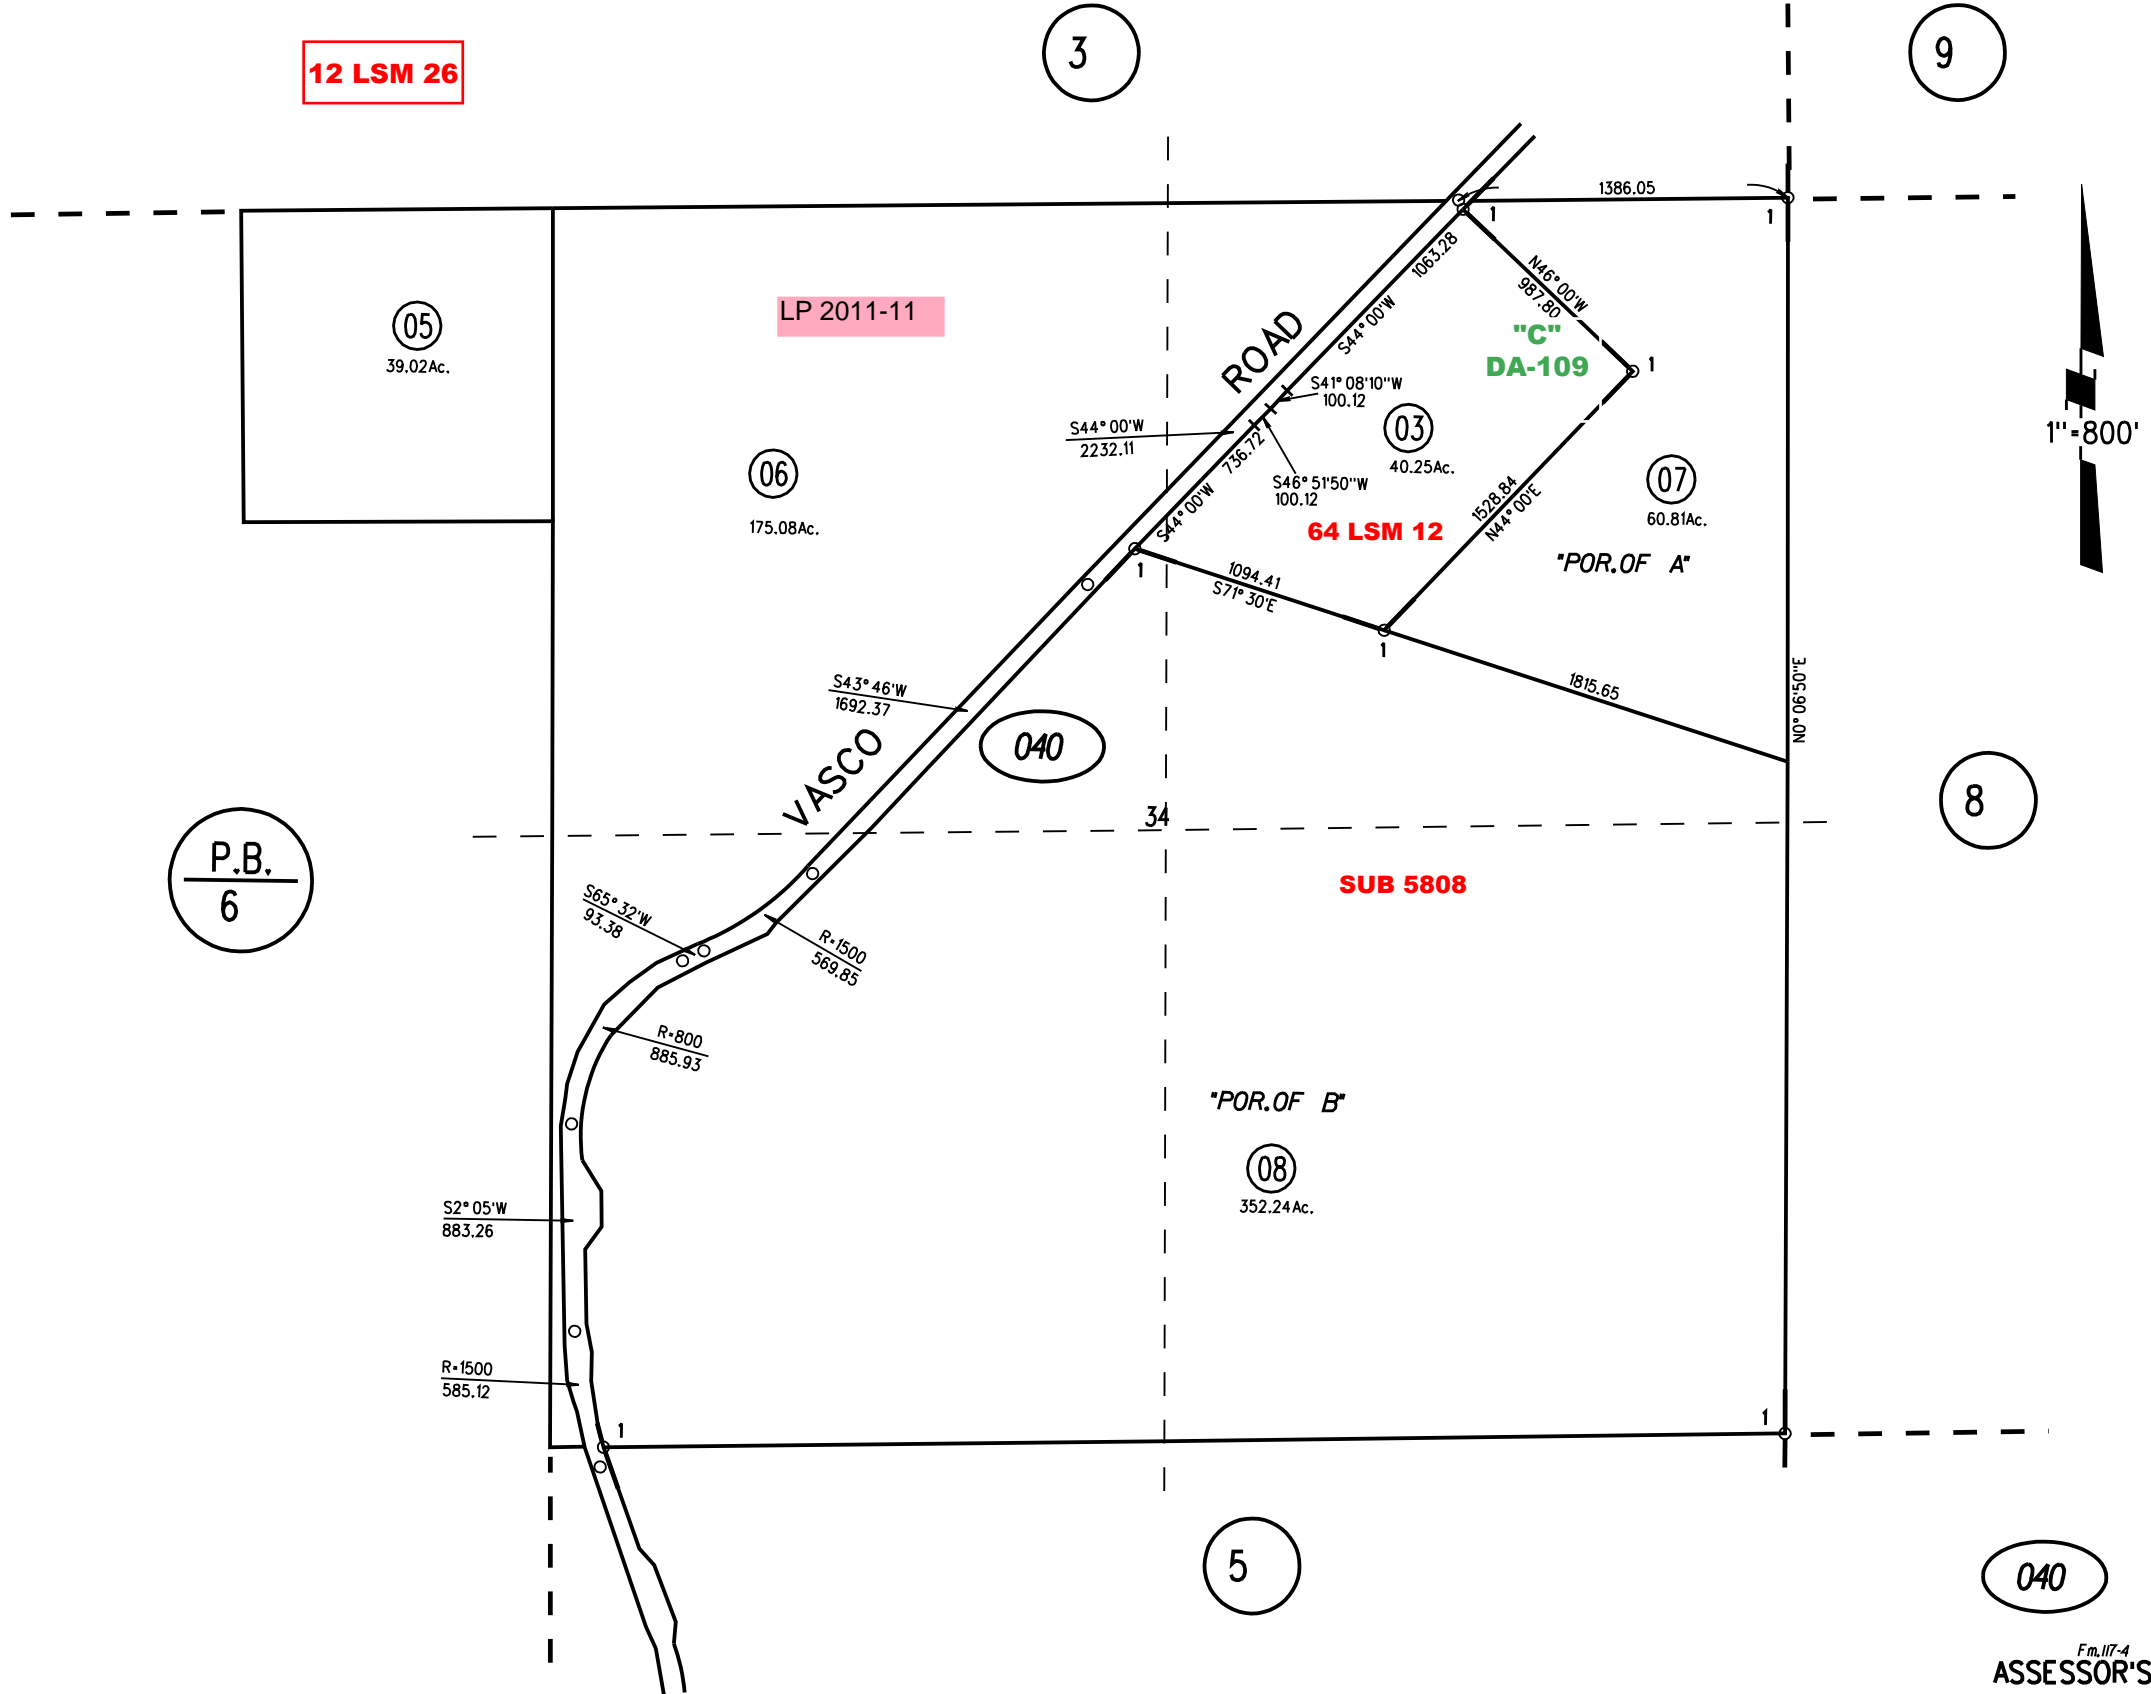 3
9
12 LSM 26
1386.05
1
1
1063.28
N46°00'W
987.80
S44°00'W
"C"
DA-109
1
05
39.02Ac.
LP 2011-11
ROAD
S41°08'10"W
100.12
S44°00'W
2232.11
736.72
03
40.25Ac.
1"=800'
06
175.08Ac.
S46°51'50"W
100.12
07
60.81Ac.
1528.84
N44°00'E
S44°00'W
64 LSM 12
"POR.OF A"
1
1094.41
S71°30'E
1
1815.65
N0°06'50"E
S43°46'W
1692.37
040
VASCO
34
8
P.B.
6
SUB 5808
S65°32'W
93.38
R=1500
569.85
R=800
885.93
"POR.OF B"
08
352.24Ac.
S2°05'W
883.26
R=1500
585.12
1
1
5
040
Fm.117-4
ASSESSOR'S